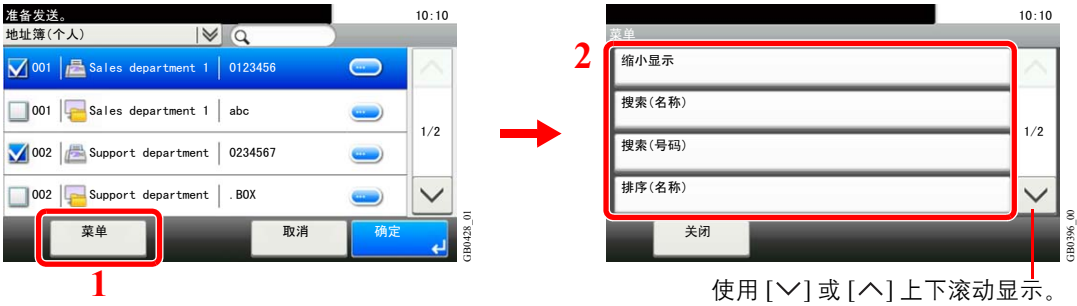 准备发送。 10:10
地址簿(个人)
001 Sales department 1 0123456
001 Sales department 1 abc
1/2
002 Support department 0234567
002 Support department .BOX
菜单 取消 确定
GB0428_01
1
10:10
菜单
2
缩小显示
搜索(名称)
1/2
搜索(号码)
排序(名称)
关闭
GB0396_00
使用 [∨] 或 [∧] 上下滚动显示。